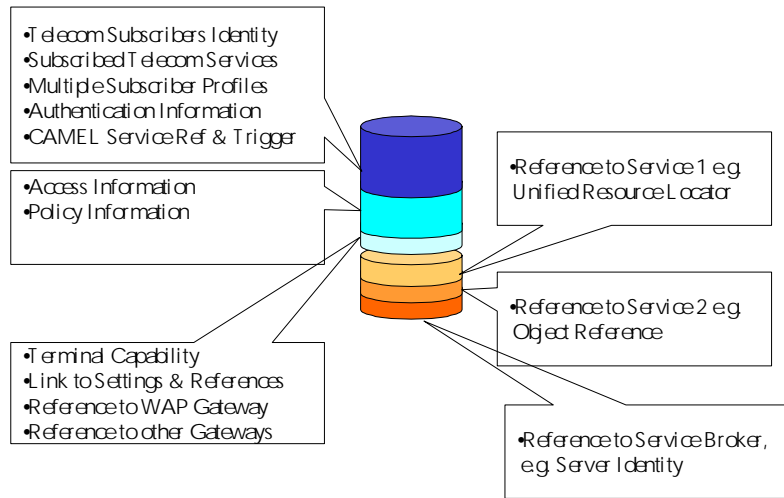 •Telecom Subscribers Identity
•Subscribed Telecom Services
•Multiple Subscriber Profiles
•Authentication Information
•CAMEL Service Ref & Trigger
•Access Information
•Policy Information
•Terminal Capability
•Link to Settings & References
•Reference to WAP Gateway
•Reference to other Gateways
•Reference to Service 1 e.g.
Unified Resource Locator
•Reference to Service 2 e.g.
Object Reference
•Reference to Service Broker,
e.g. Server Identity